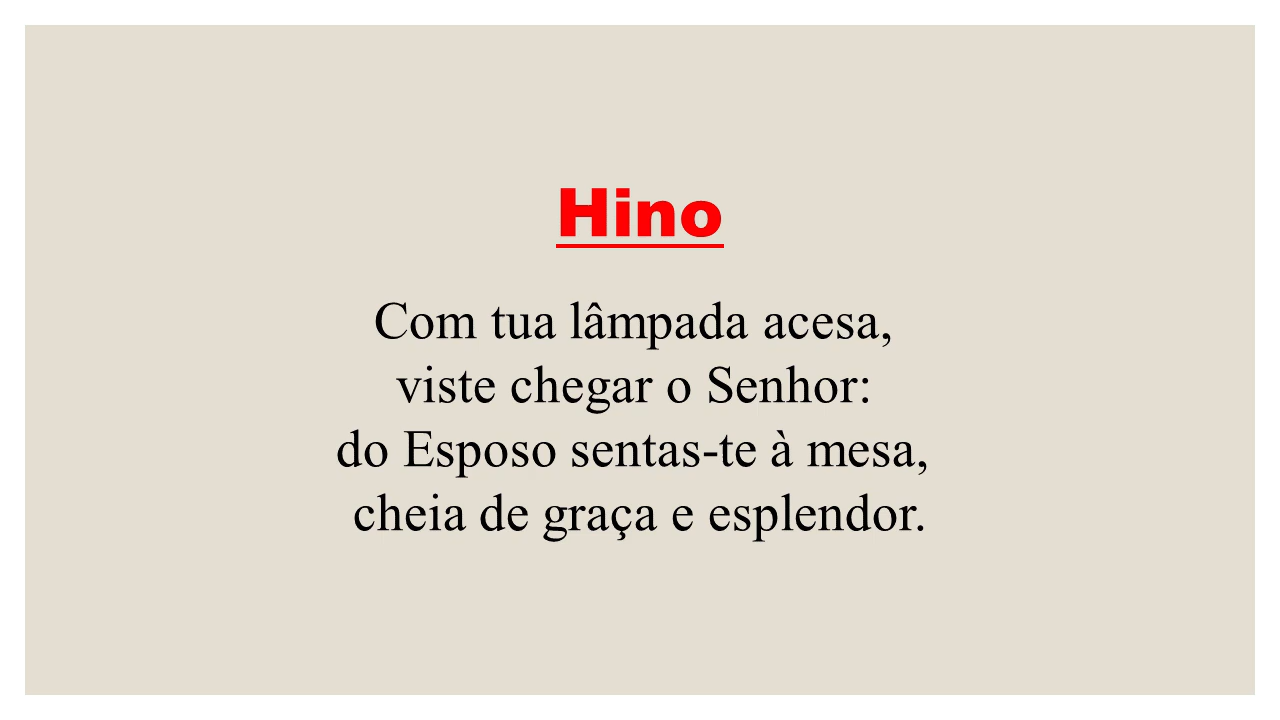 Hino
Com tua lâmpada acesa,
viste chegar o Senhor:
do Esposo sentas-te à mesa,
cheia de graça e esplendor.